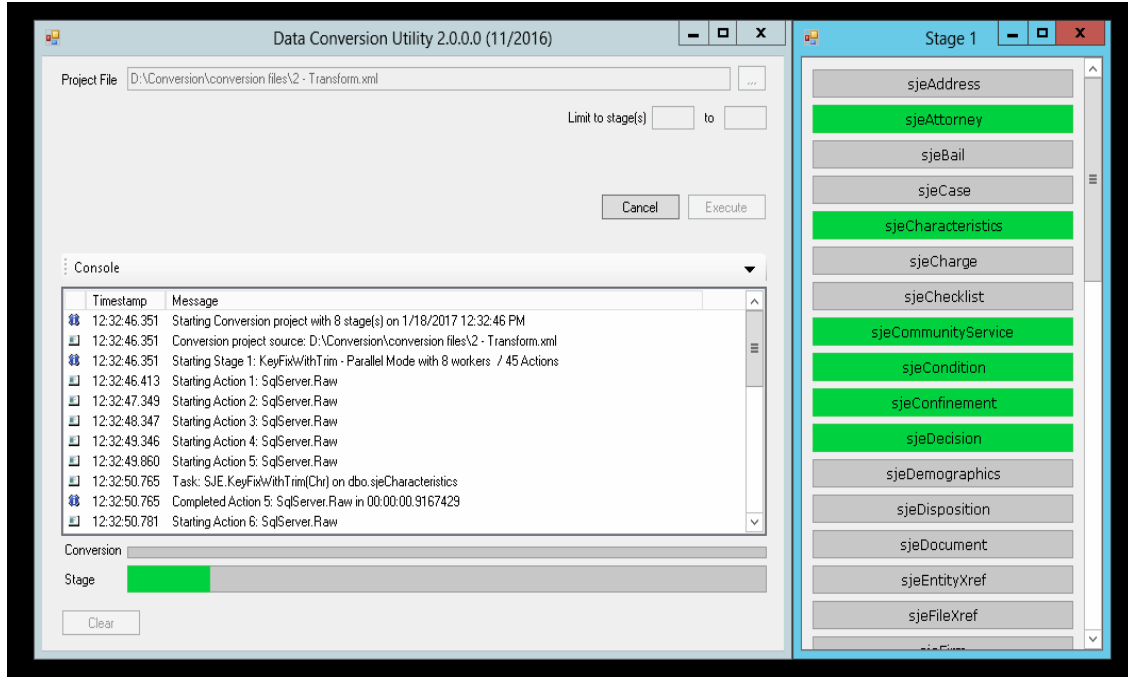 Data Conversion Utility 2.0.0.0 (11/2016)
Project File D:\Conversion\conversion files\2 - Transform.xml ...
Limit to stage(s) to
Cancel Execute
Console
Timestamp Message
12:32:46.351 Starting Conversion project with 8 stage(s) on 1/18/2017 12:32:46 PM
12:32:46.351 Conversion project source: D:\Conversion\conversion files\2 - Transform.xml
12:32:46.351 Starting Stage 1: KeyFixWithTrim - Parallel Mode with 8 workers / 45 Actions
12:32:46.413 Starting Action 1: SqlServer.Raw
12:32:47.349 Starting Action 2: SqlServer.Raw
12:32:48.347 Starting Action 3: SqlServer.Raw
12:32:49.346 Starting Action 4: SqlServer.Raw
12:32:49.860 Starting Action 5: SqlServer.Raw
12:32:50.765 Task: SJE.KeyFixWithTrim(Chr) on dbo.sjeCharacteristics
12:32:50.765 Completed Action 5: SqlServer.Raw in 00:00:00.9167429
12:32:50.781 Starting Action 6: SqlServer.Raw
Conversion
Stage
Clear
Stage 1
sjeAddress
sjeAttorney
sjeBail
sjeCase
sjeCharacteristics
sjeCharge
sjeChecklist
sjeCommunityService
sjeCondition
sjeConfinement
sjeDecision
sjeDemographics
sjeDisposition
sjeDocument
sjeEntityXref
sjeFileXref